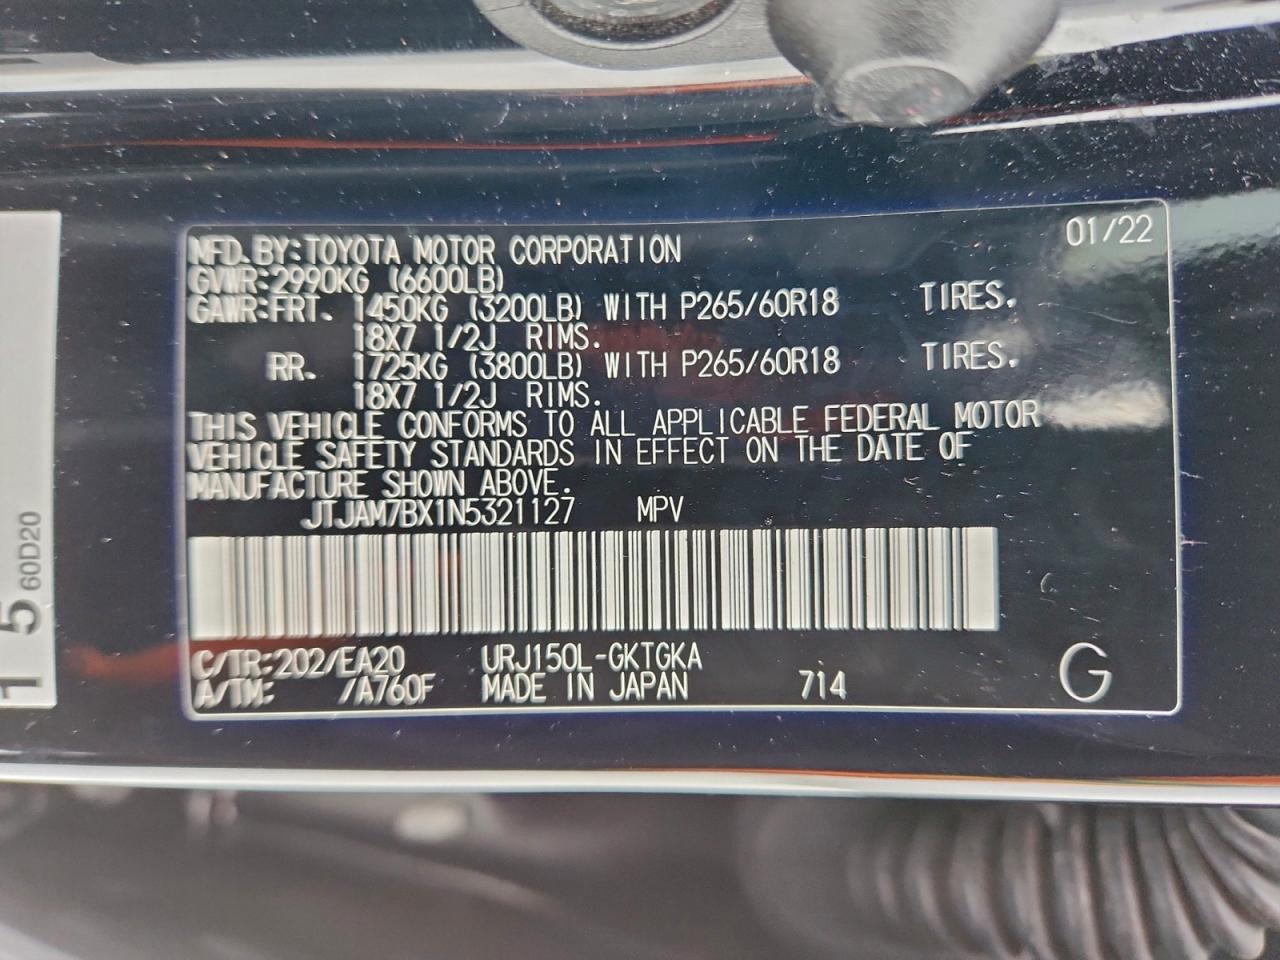 MFD.BY:TOYOTA MOTOR CORPORATION 01/22
GVWR:2990KG (6600LB)
GAWR:FRT. 1450KG (3200LB) WITH P265/60R18 TIRES.
18X7 1/2J RIMS.
RR. 1725KG (3800LB) WITH P265/60R18 TIRES.
18X7 1/2J RIMS.
THIS VEHICLE CONFORMS TO ALL APPLICABLE FEDERAL MOTOR
VEHICLE SAFETY STANDARDS IN EFFECT ON THE DATE OF
MANUFACTURE SHOWN ABOVE.
JTJAM7BX1N5321127 MPV
C/TR:202/EA20 URJ150L-GKTGKA
A/TM: /A760F MADE IN JAPAN 714 G
1 5 60D20